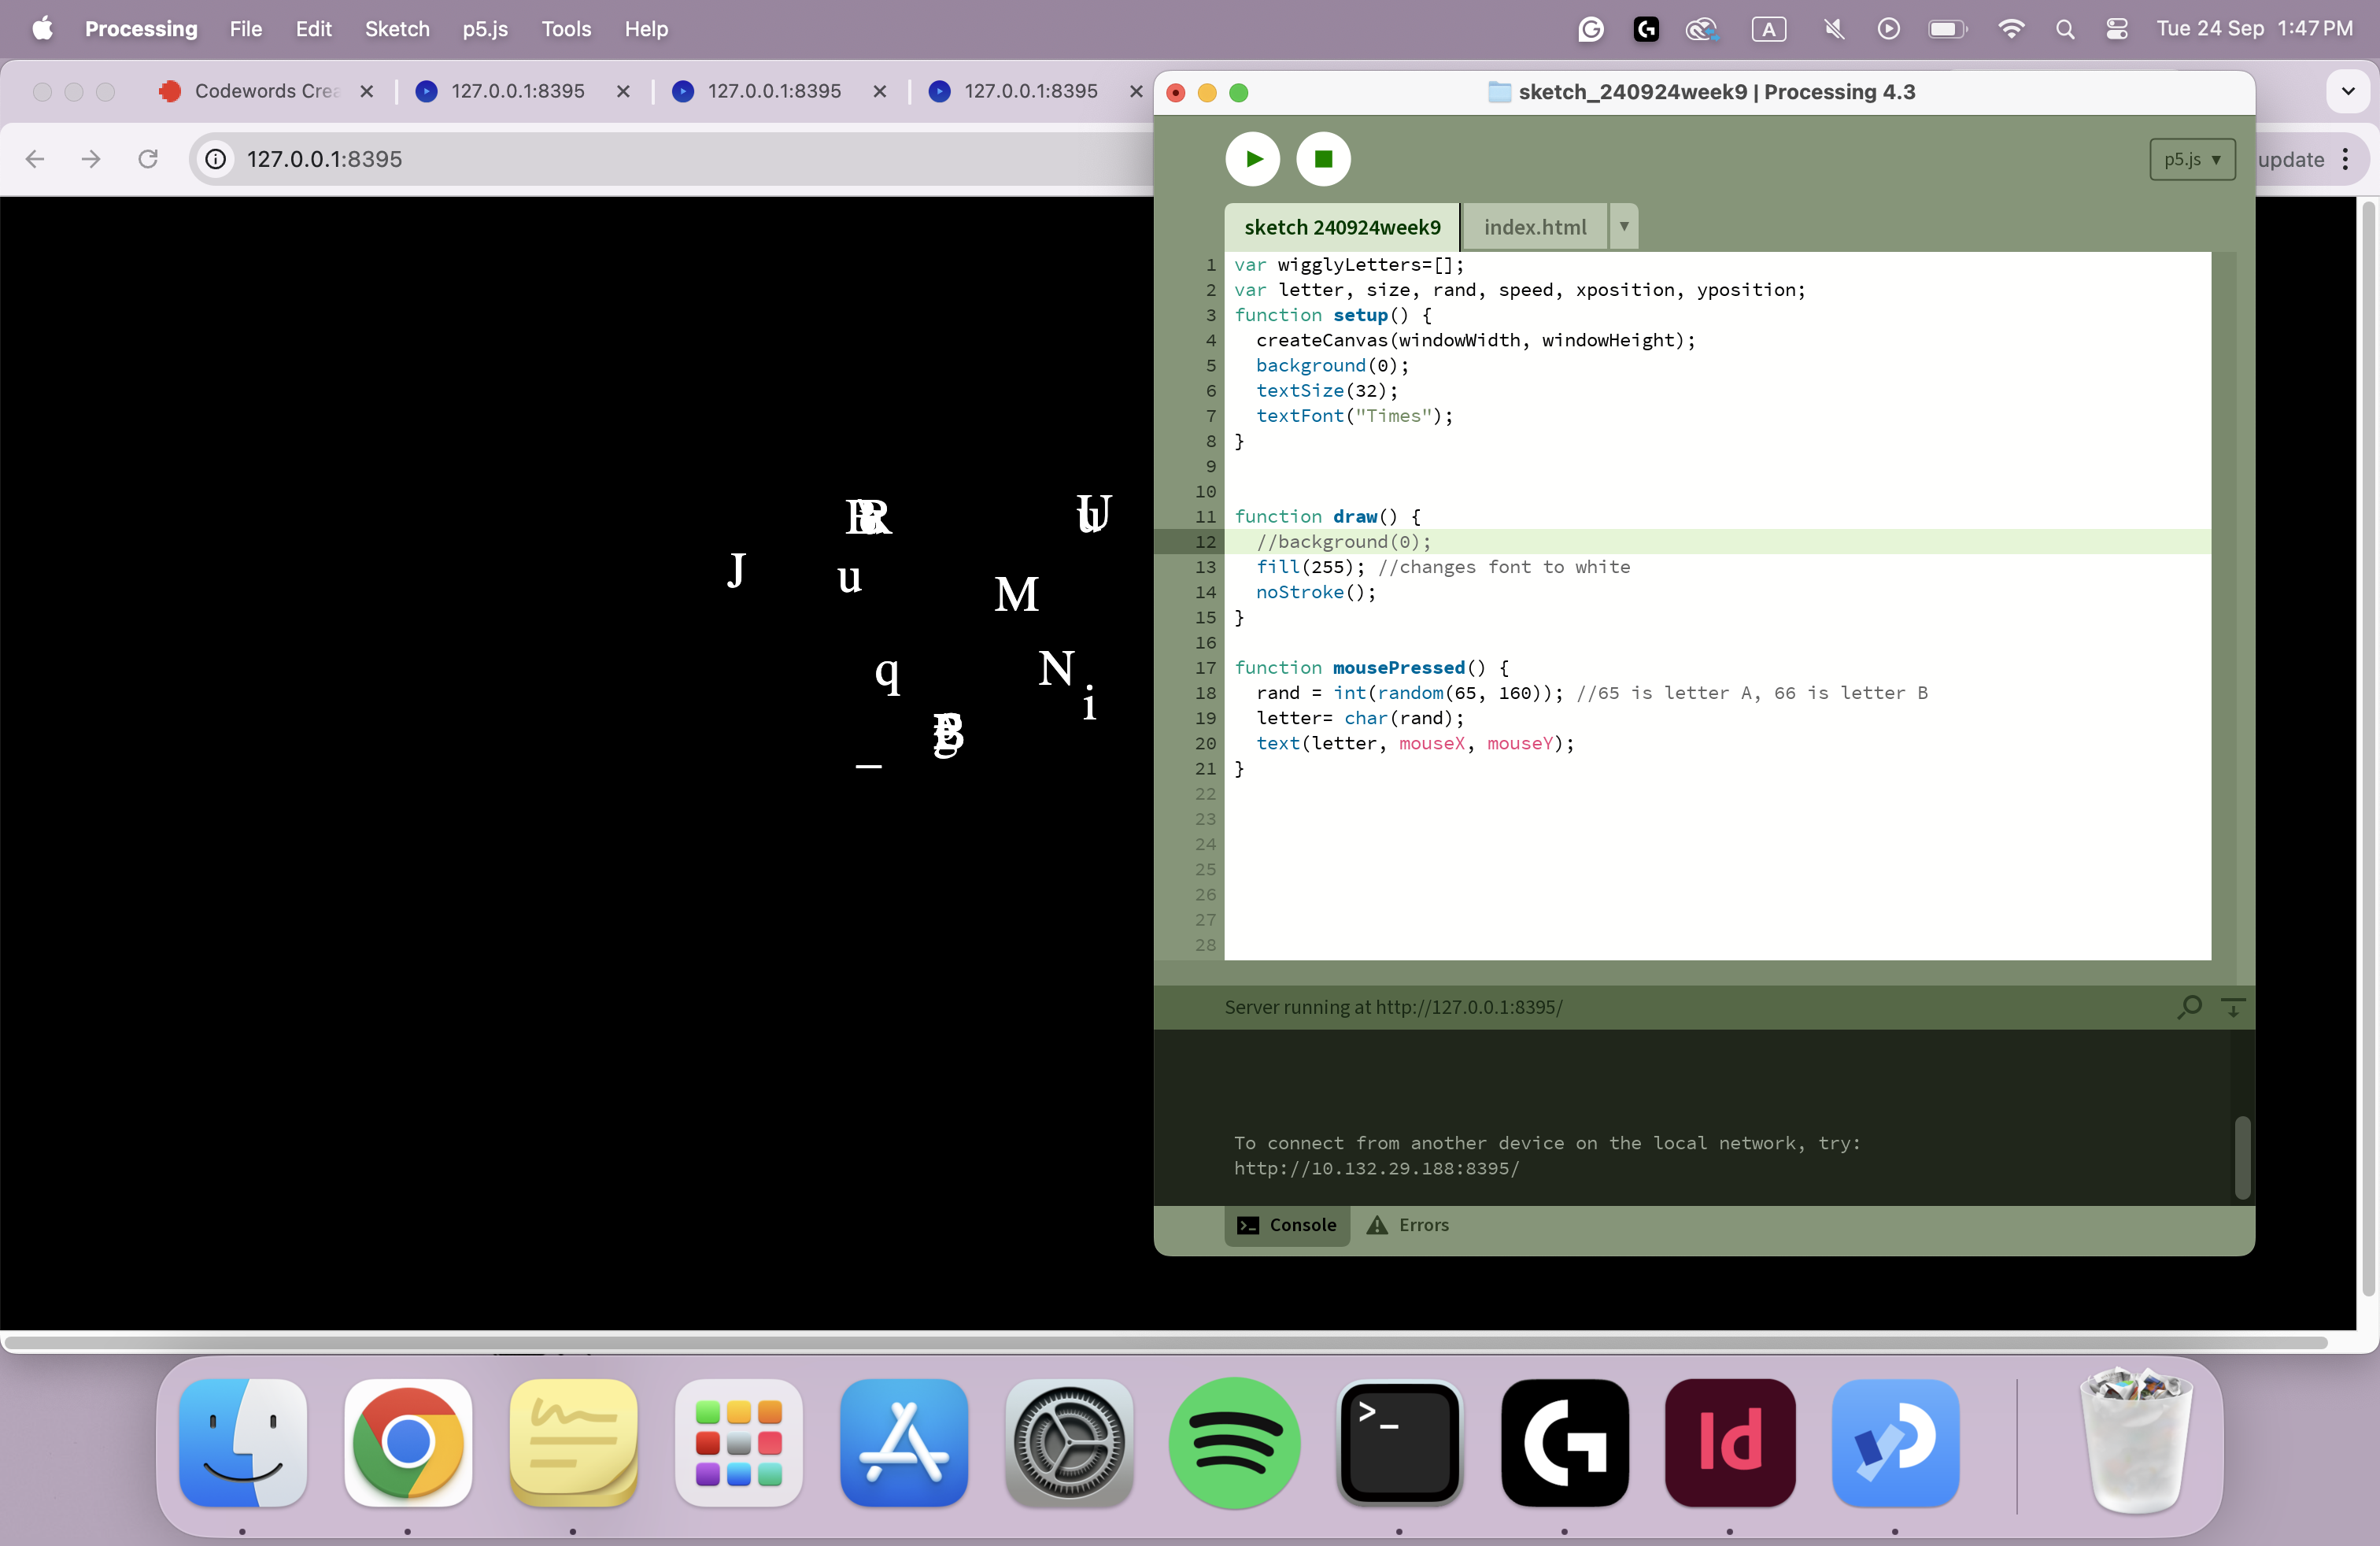 Processing File Edit Sketch p5.js Tools Help A Tue 24 Sep 1:47 PM
Codewords Crea 127.0.0.1:8395 127.0.0.1:8395 127.0.0.1:8395
127.0.0.1:8395
update
sketch_240924week9 | Processing 4.3
p5.js
sketch 240924week9 index.html
1 var wigglyLetters=[];
2 var letter, size, rand, speed, xposition, yposition;
3 function setup() {
4 createCanvas(windowWidth, windowHeight);
5 background(0);
6 textSize(32);
7 textFont("Times");
8 }
9
10
11 function draw() {
12 //background(0);
13 fill(255); //changes font to white
14 noStroke();
15 }
16
17 function mousePressed() {
18 rand = int(random(65, 160)); //65 is letter A, 66 is letter B
19 letter= char(rand);
20 text(letter, mouseX, mouseY);
21 }
22
23
24
25
26
27
28
R U
u
J u M
q N
i
g B
_
Server running at http://127.0.0.1:8395/
To connect from another device on the local network, try:
http://10.132.29.188:8395/
Console Errors
>_
Id